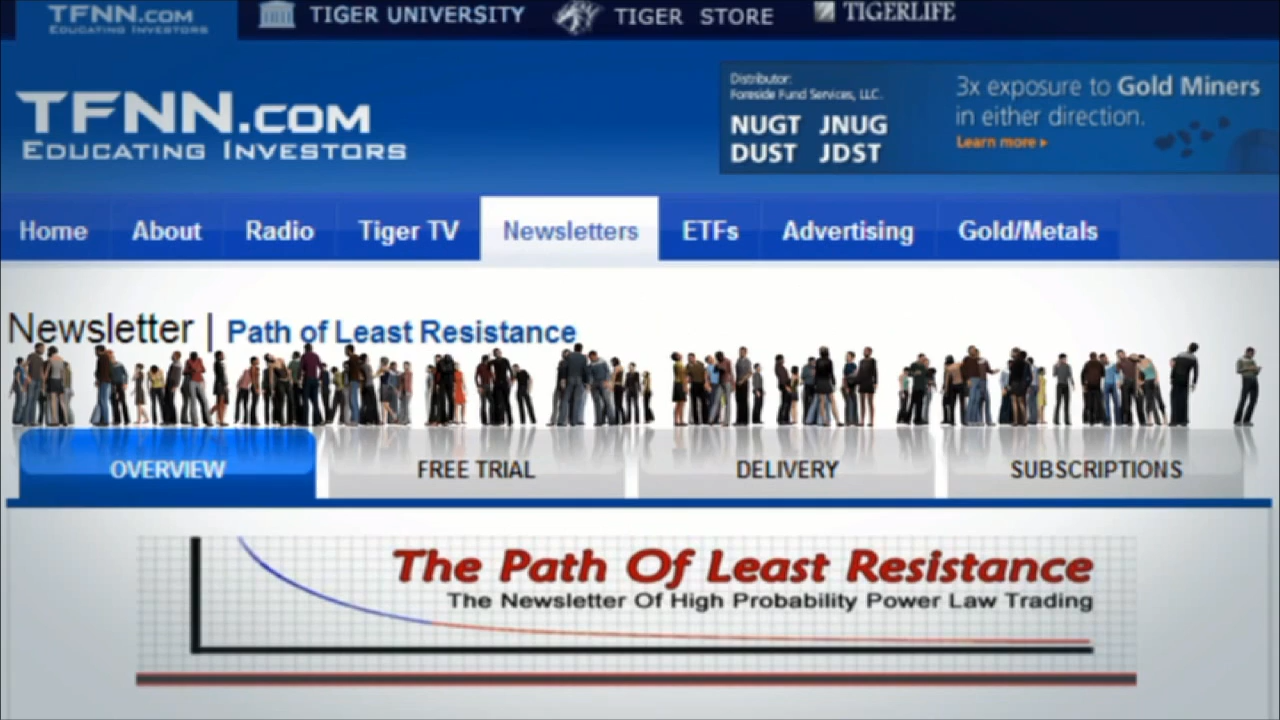 TFNN.COM
EDUCATING INVESTORS
TIGER UNIVERSITY
TIGER STORE
TIGERLIFE
TFNN.COM
EDUCATING INVESTORS
Distributor:
Foreside Fund Services, LLC.
NUGT JNUG
DUST JDST
3x exposure to Gold Miners
in either direction.
Learn more
Home
About
Radio
Tiger TV
Newsletters
ETFs
Advertising
Gold/Metals
Newsletter | Path of Least Resistance
OVERVIEW
FREE TRIAL
DELIVERY
SUBSCRIPTIONS
The Path Of Least Resistance
The Newsletter Of High Probability Power Law Trading